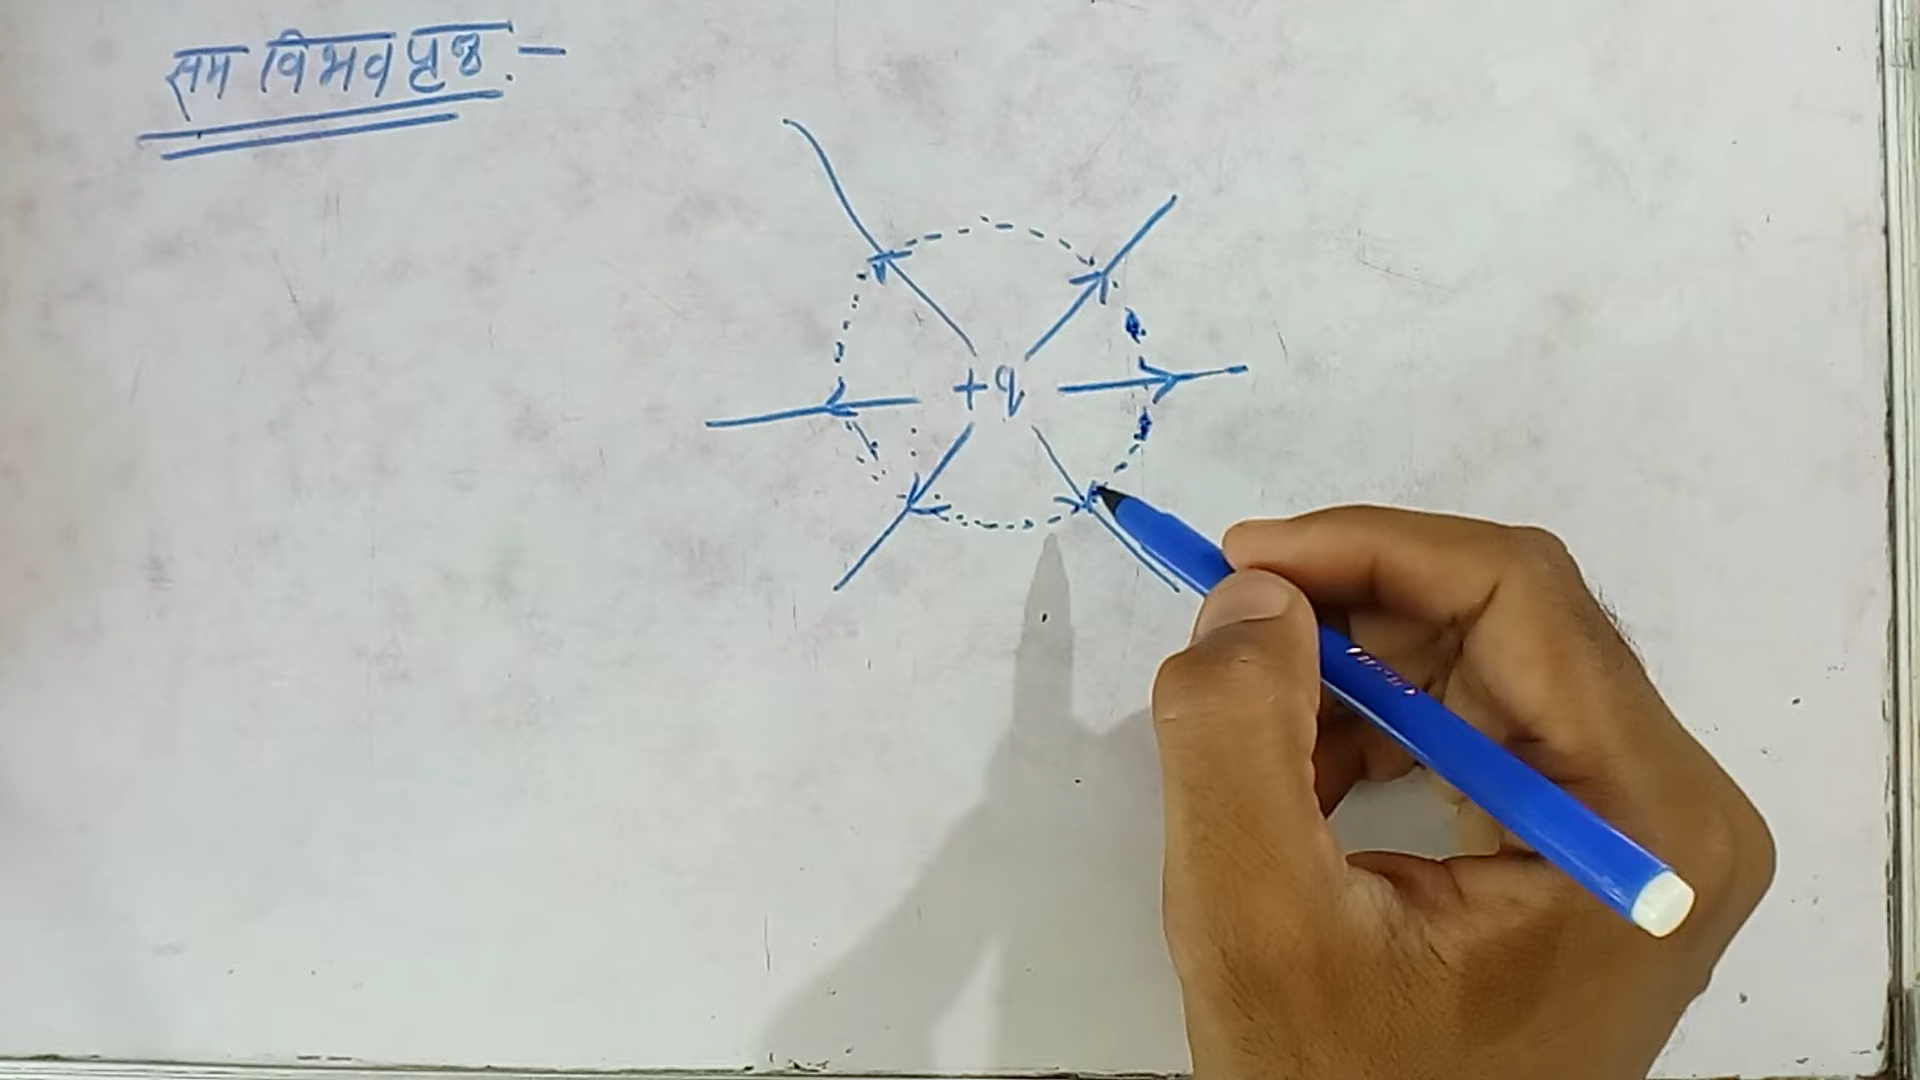 सम विभव पृष्ठ :-
+q